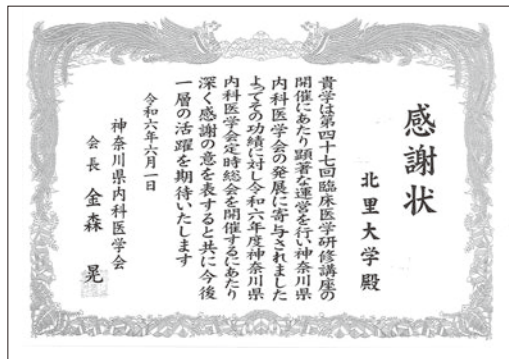 感謝状
北里大学殿
貴学は第四十七回臨床医学研修講座の
開催にあたり顕著な運営を行い神奈川県
内科医学会の発展に寄与されました
よってその功績に対し令和六年度神奈川県
内科医学会定時総会を開催するにあたり
深く感謝の意を表すると共に今後
一層の活躍を期待いたします
令和六年六月一日
神奈川県内科医学会
会長 金森 晃